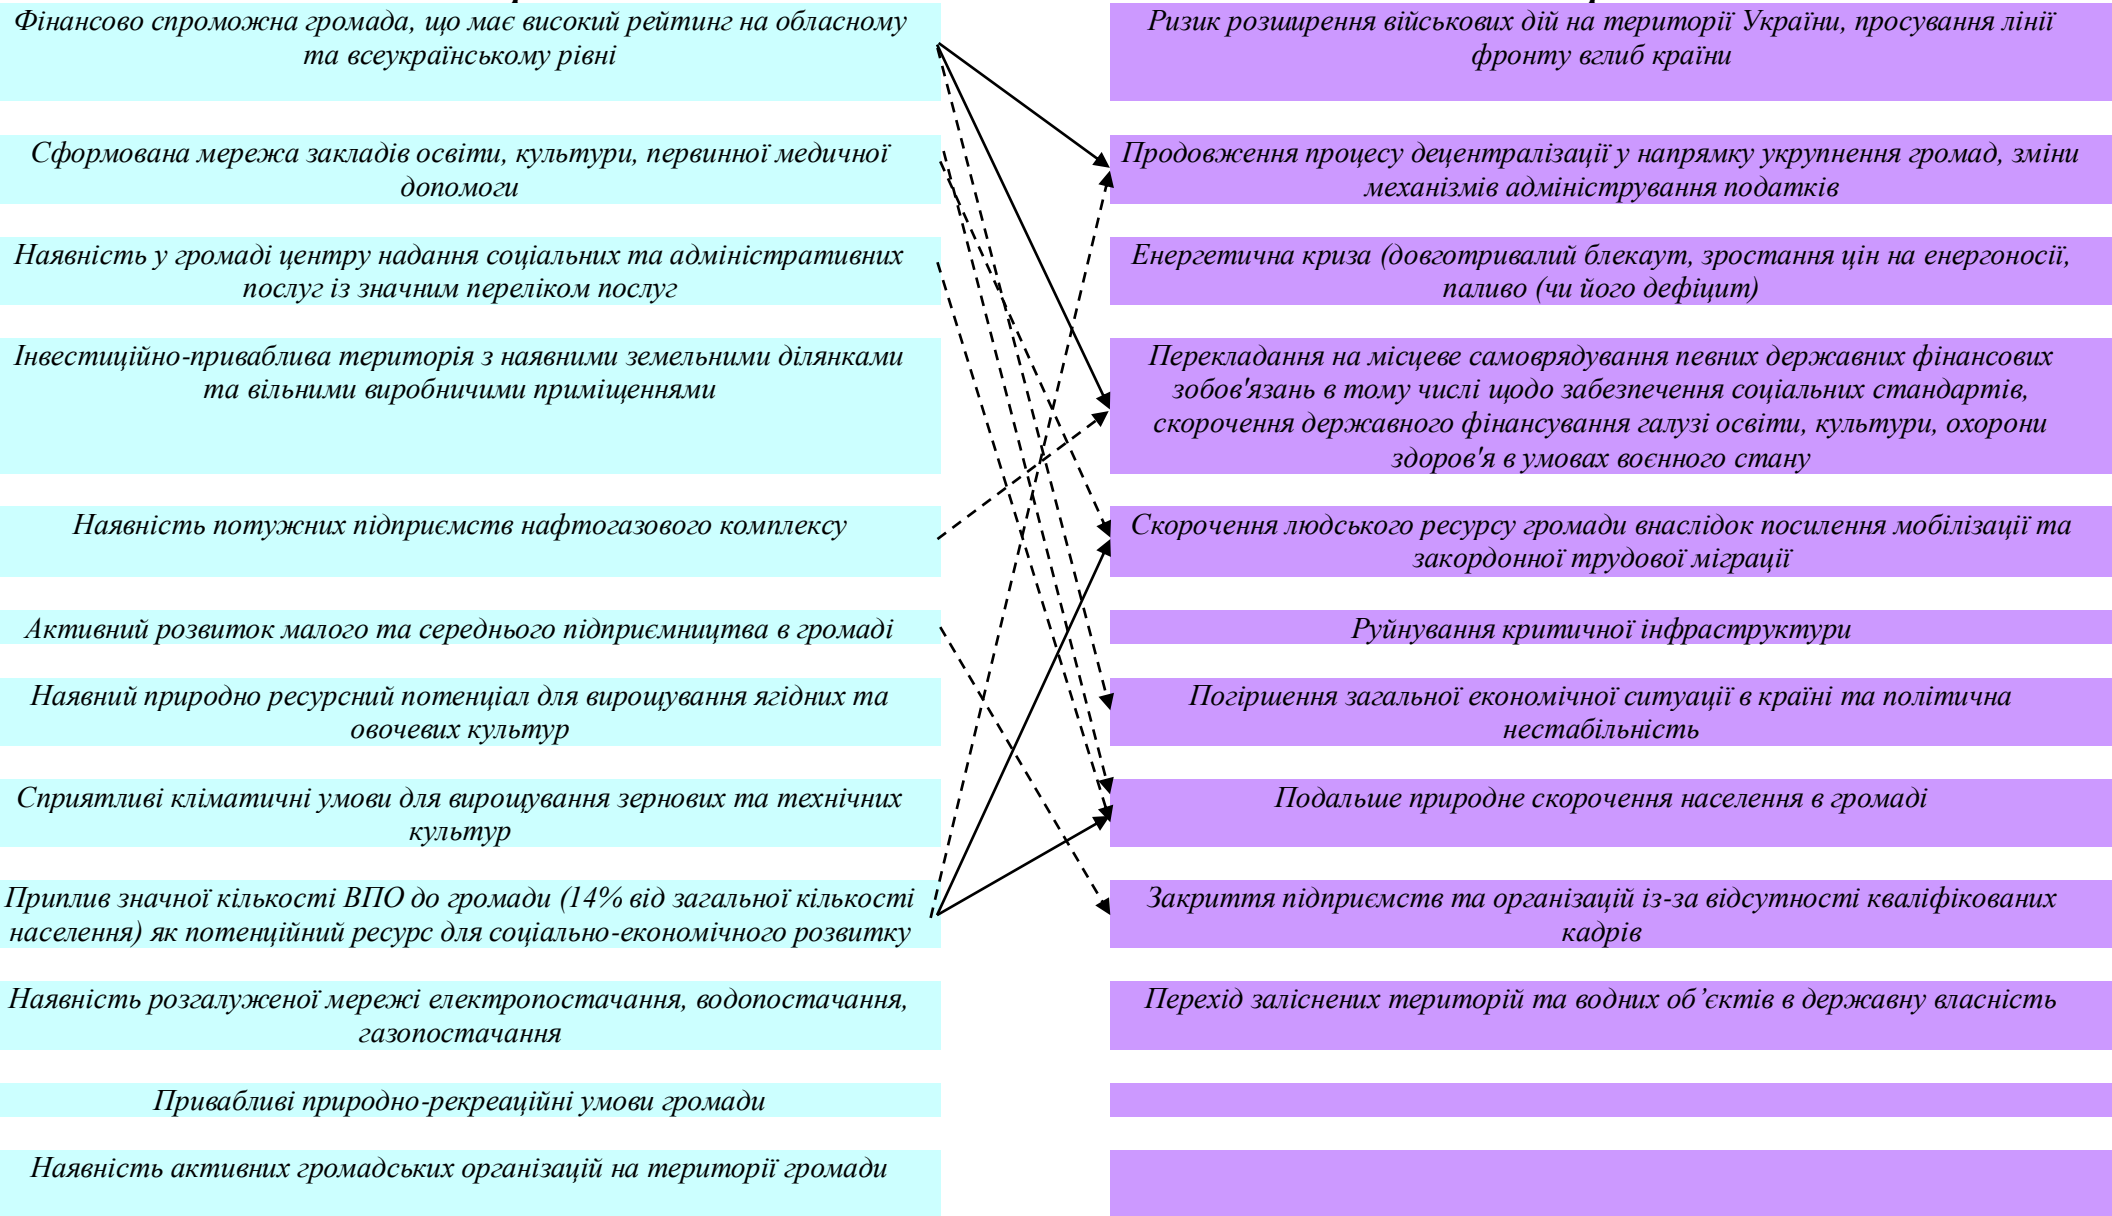 Фінансово спроможна громада, що має високий рейтинг на обласному
та всеукраїнському рівні
Сформована мережа закладів освіти, культури, первинної медичної
допомоги
Наявність у громаді центру надання соціальних та адміністративних
послуг із значним переліком послуг
Інвестиційно-приваблива територія з наявними земельними ділянками
та вільними виробничими приміщеннями
Наявність потужних підприємств нафтогазового комплексу
Активний розвиток малого та середнього підприємництва в громаді
Наявний природно ресурсний потенціал для вирощування ягідних та
овочевих культур
Сприятливі кліматичні умови для вирощування зернових та технічних
культур
Приплив значної кількості ВПО до громади (14% від загальної кількості
населення) як потенційний ресурс для соціально-економічного розвитку
Наявність розгалуженої мережі електропостачання, водопостачання,
газопостачання
Привабливі природно-рекреаційні умови громади
Наявність активних громадських організацій на території громади
Ризик розширення військових дій на території України, просування лінії
фронту вглиб країни
Продовження процесу децентралізації у напрямку укрупнення громад, зміни
механізмів адміністрування податків
Енергетична криза (довготривалий блекаут, зростання цін на енергоносії,
паливо (чи його дефіцит)
Перекладання на місцеве самоврядування певних державних фінансових
зобов'язань в тому числі щодо забезпечення соціальних стандартів,
скорочення державного фінансування галузі освіти, культури, охорони
здоров'я в умовах воєнного стану
Скорочення людського ресурсу громади внаслідок посилення мобілізації та
закордонної трудової міграції
Руйнування критичної інфраструктури
Погіршення загальної економічної ситуації в країні та політична
нестабільність
Подальше природне скорочення населення в громаді
Закриття підприємств та організацій із-за відсутності кваліфікованих
кадрів
Перехід заліснених територій та водних об’єктів в державну власність